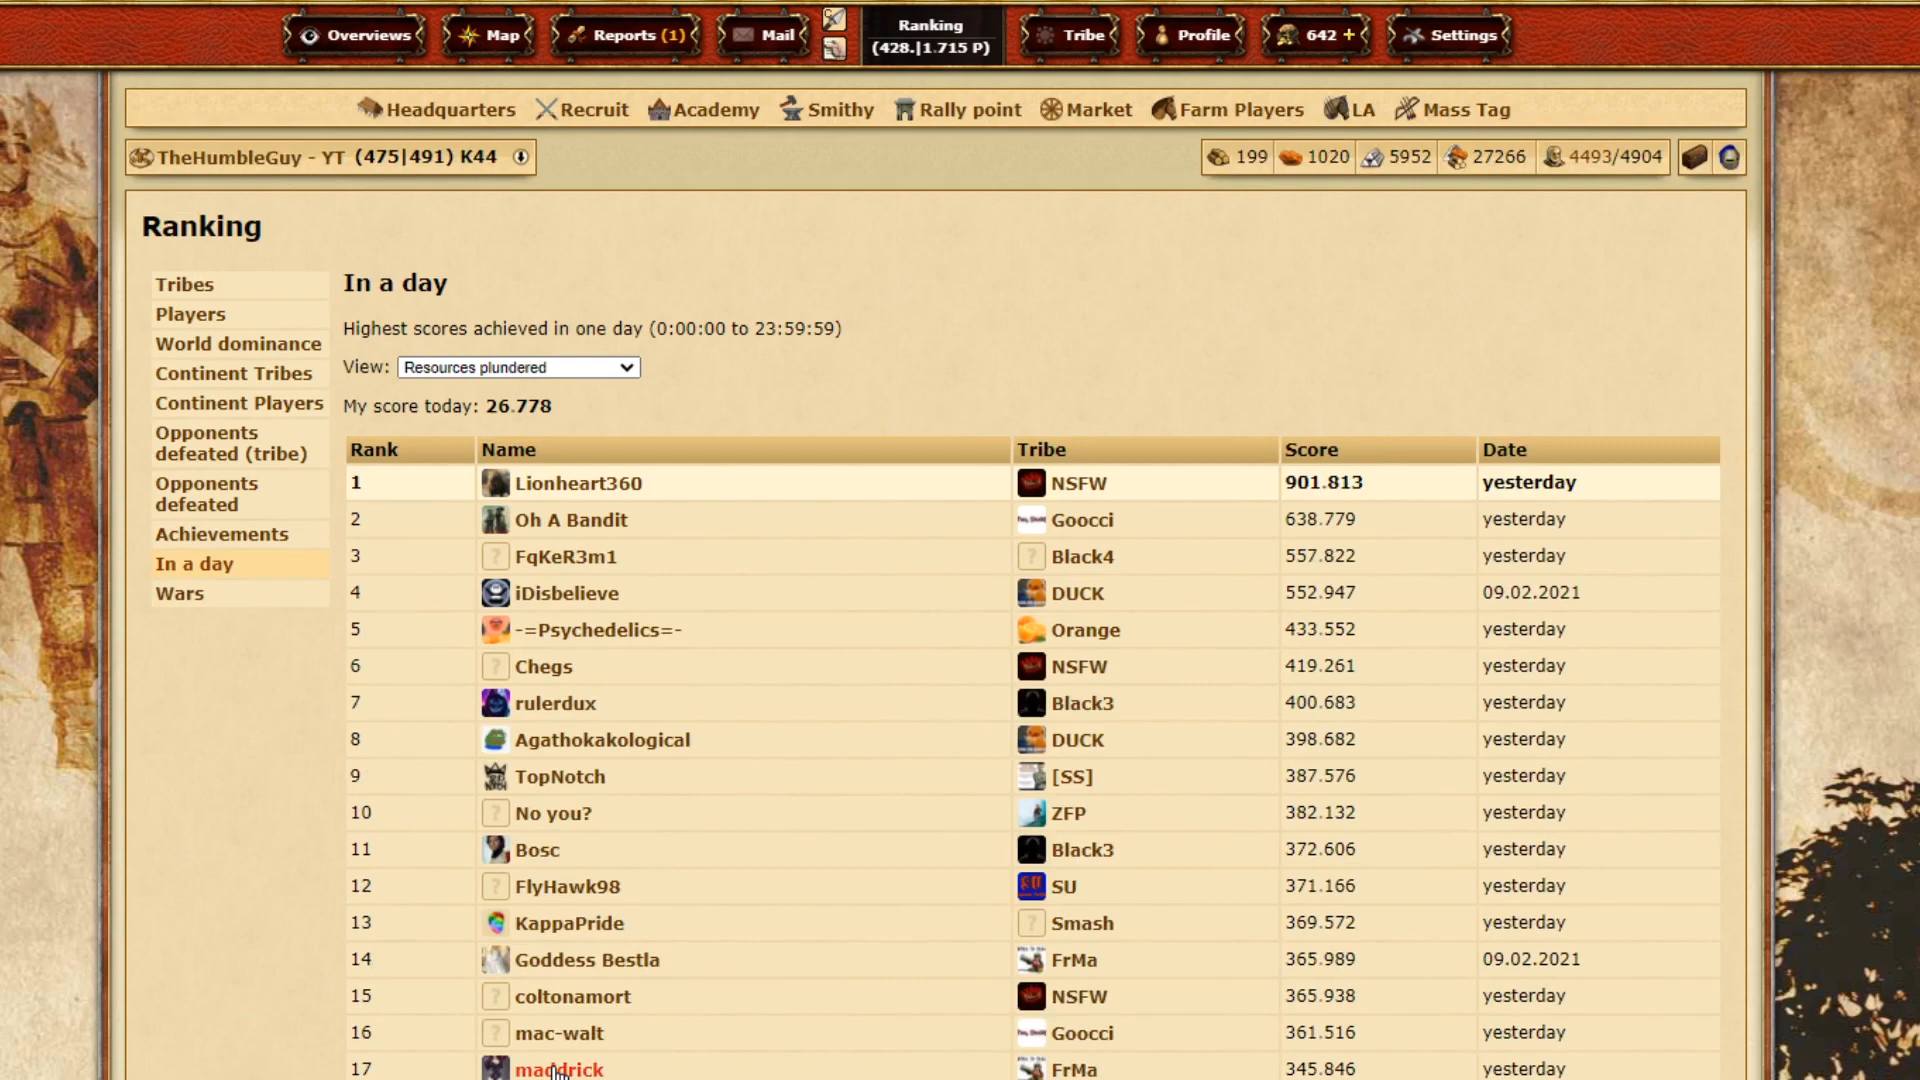 Overviews Map Reports (1) Mail Ranking (428.|1.715 P) Tribe Profile 642 + Settings
Headquarters Recruit Academy Smithy Rally point Market Farm Players LA Mass Tag
TheHumbleGuy - YT (475|491) K44 199 1020 5952 27266 4493/4904
Ranking
Tribes
Players
World dominance
Continent Tribes
Continent Players
Opponents
defeated (tribe)
Opponents
defeated
Achievements
In a day
Wars
In a day
Highest scores achieved in one day (0:00:00 to 23:59:59)
View: Resources plundered
My score today: 26.778
Rank Name Tribe Score Date
1 Lionheart360 NSFW 901.813 yesterday
2 Oh A Bandit Goocci 638.779 yesterday
3 FqKeR3m1 Black4 557.822 yesterday
4 iDisbelieve DUCK 552.947 09.02.2021
5 -=Psychedelics=- Orange 433.552 yesterday
6 Chegs NSFW 419.261 yesterday
7 rulerdux Black3 400.683 yesterday
8 Agathokakological DUCK 398.682 yesterday
9 TopNotch [SS] 387.576 yesterday
10 No you? ZFP 382.132 yesterday
11 Bosc Black3 372.606 yesterday
12 FlyHawk98 SU 371.166 yesterday
13 KappaPride Smash 369.572 yesterday
14 Goddess Bestla FrMa 365.989 09.02.2021
15 coltonamort NSFW 365.938 yesterday
16 mac-walt Goocci 361.516 yesterday
17 maddrick FrMa 345.846 yesterday